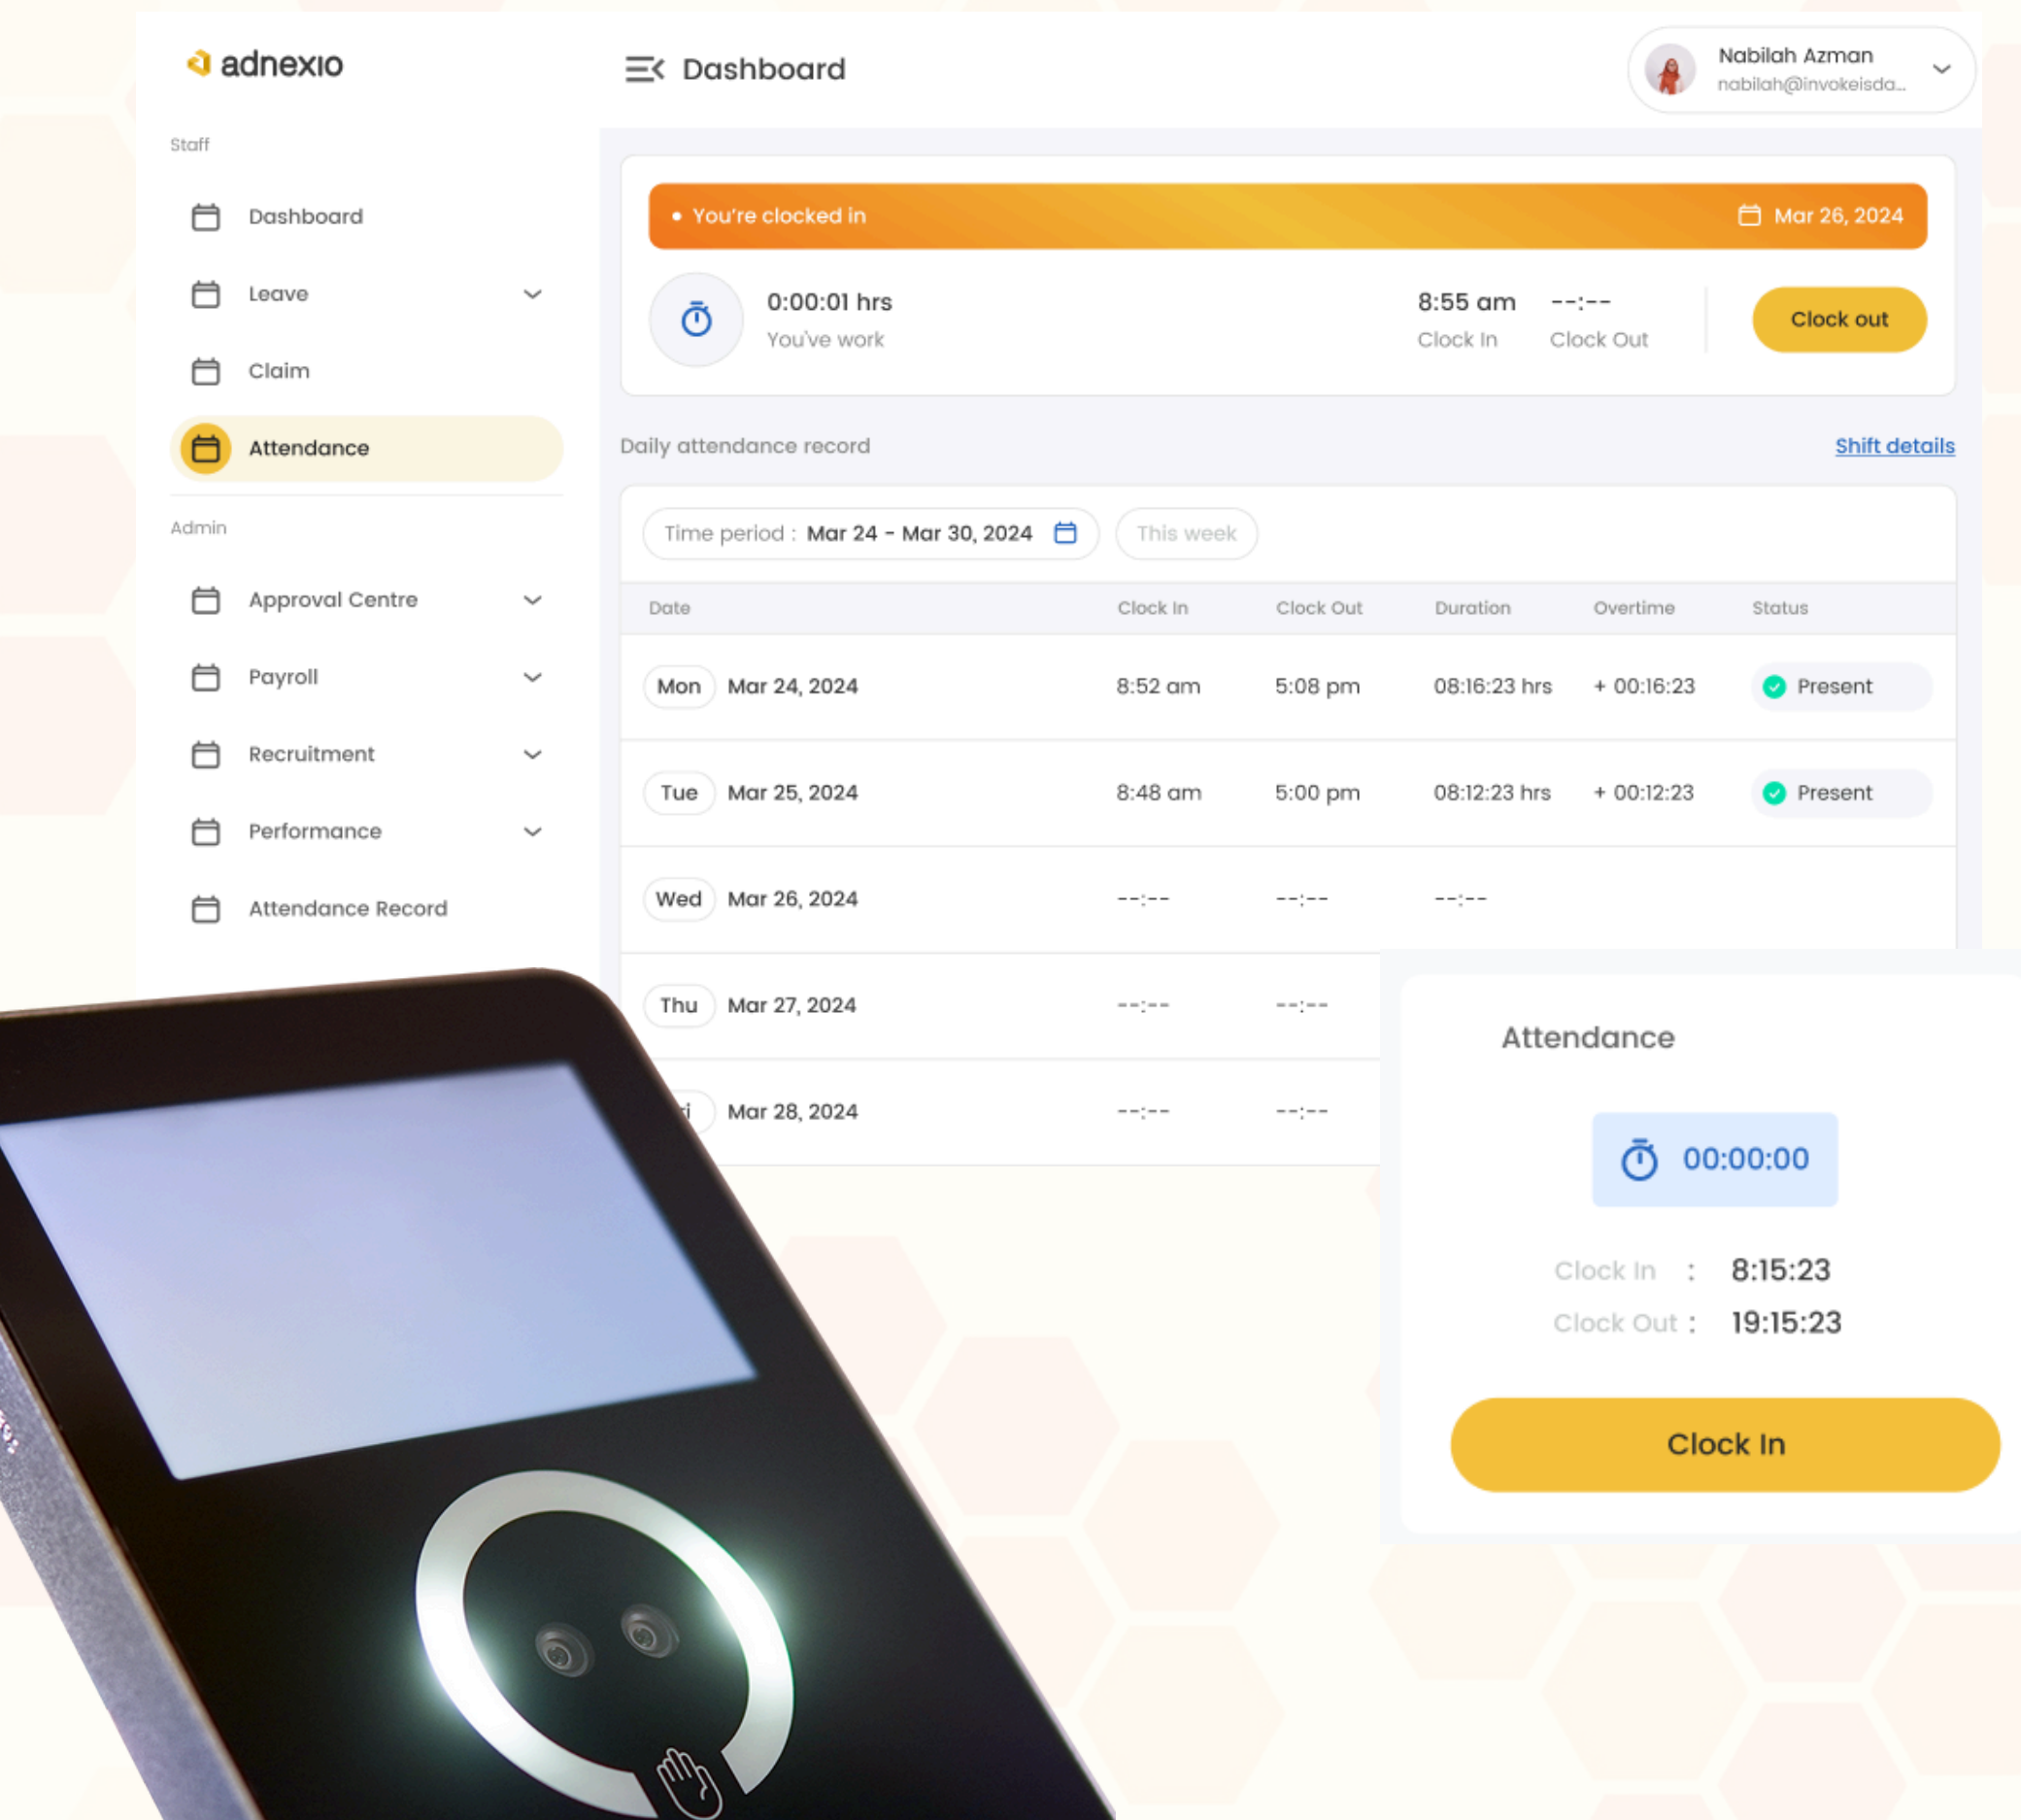 adnexio
Dashboard
Nabilah Azman
nabilah@invokeisda...
Staff
Dashboard
Leave
Claim
Attendance
Admin
Approval Centre
Payroll
Recruitment
Performance
Attendance Record
• You're clocked in
Mar 26, 2024
0:00:01 hrs
You've work
8:55 am --:--
Clock In Clock Out
Clock out
Daily attendance record
Shift details
Time period : Mar 24 - Mar 30, 2024
This week
Date Clock In Clock Out Duration Overtime Status
Mon Mar 24, 2024 8:52 am 5:08 pm 08:16:23 hrs + 00:16:23 Present
Tue Mar 25, 2024 8:48 am 5:00 pm 08:12:23 hrs + 00:12:23 Present
Wed Mar 26, 2024 --:-- --:-- --:--
Thu Mar 27, 2024 --:-- --:--
Mar 28, 2024 --:-- --:--
Attendance
00:00:00
Clock In : 8:15:23
Clock Out : 19:15:23
Clock In